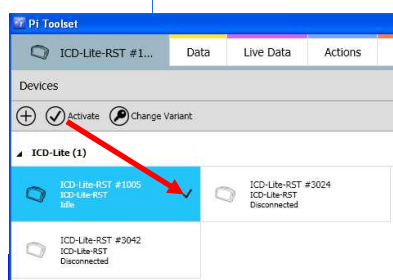 Pi Toolset
ICD-Lite-RST #1... Data Live Data Actions
Devices
Activate Change Variant
ICD-Lite (1)
ICD-Lite-RST #1005
ICD-Lite-RST
Idle
ICD-Lite-RST #3024
ICD-Lite-RST
Disconnected
ICD-Lite-RST #3042
ICD-Lite-RST
Disconnected